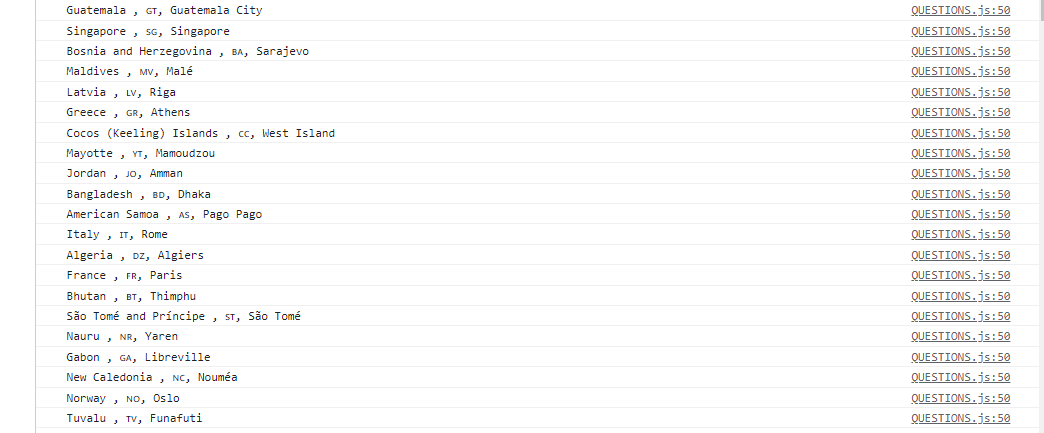 Guatemala , GT, Guatemala City QUESTIONS.js:50
Singapore , SG, Singapore QUESTIONS.js:50
Bosnia and Herzegovina , BA, Sarajevo QUESTIONS.js:50
Maldives , MV, Malé QUESTIONS.js:50
Latvia , LV, Riga QUESTIONS.js:50
Greece , GR, Athens QUESTIONS.js:50
Cocos (Keeling) Islands , CC, West Island QUESTIONS.js:50
Mayotte , YT, Mamoudzou QUESTIONS.js:50
Jordan , JO, Amman QUESTIONS.js:50
Bangladesh , BD, Dhaka QUESTIONS.js:50
American Samoa , AS, Pago Pago QUESTIONS.js:50
Italy , IT, Rome QUESTIONS.js:50
Algeria , DZ, Algiers QUESTIONS.js:50
France , FR, Paris QUESTIONS.js:50
Bhutan , BT, Thimphu QUESTIONS.js:50
São Tomé and Príncipe , ST, São Tomé QUESTIONS.js:50
Nauru , NR, Yaren QUESTIONS.js:50
Gabon , GA, Libreville QUESTIONS.js:50
New Caledonia , NC, Nouméa QUESTIONS.js:50
Norway , NO, Oslo QUESTIONS.js:50
Tuvalu , TV, Funafuti QUESTIONS.js:50